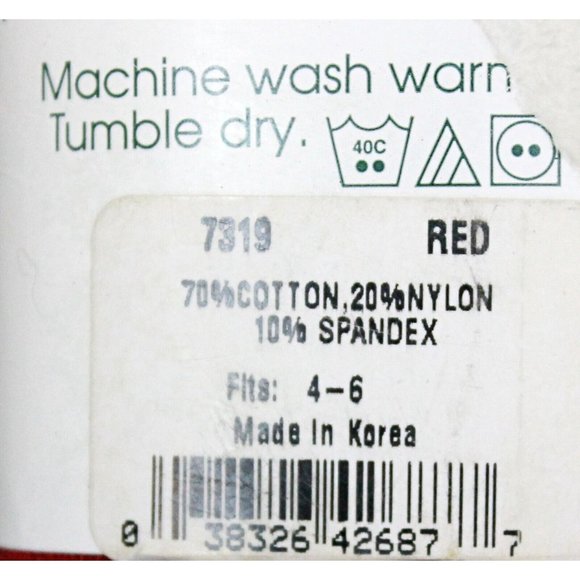 Machine wash warm
Tumble dry. 40C
7319 RED
70%COTTON,20%NYLON
10% SPANDEX
Fits: 4-6
Made In Korea
0 38326 42687 7